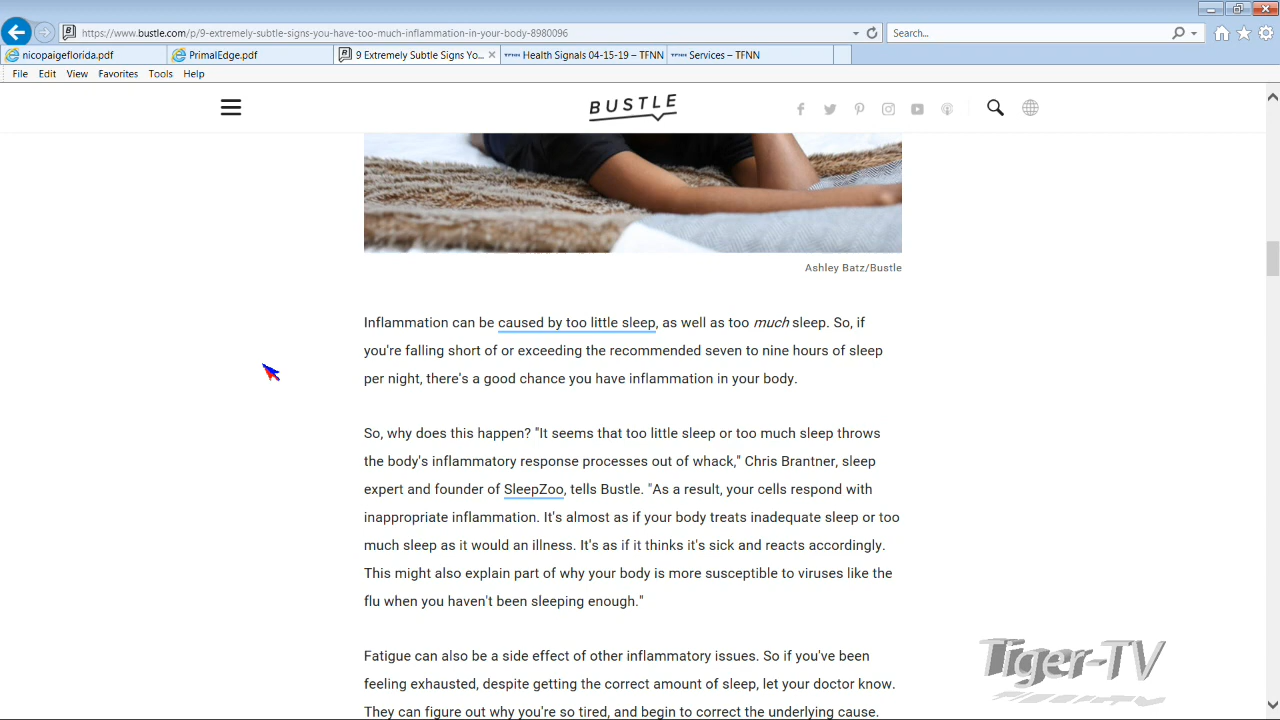 https://www.bustle.com/p/9-extremely-subtle-signs-you-have-too-much-inflammation-in-your-body-8980096
Search...
nicopaigeflorida.pdf
PrimalEdge.pdf
9 Extremely Subtle Signs Yo...
TFNN Health Signals 04-15-19 – TFNN
TFNN Services – TFNN
File Edit View Favorites Tools Help
BUSTLE
Ashley Batz/Bustle
Inflammation can be caused by too little sleep, as well as too much sleep. So, if
you're falling short of or exceeding the recommended seven to nine hours of sleep
per night, there's a good chance you have inflammation in your body.
So, why does this happen? "It seems that too little sleep or too much sleep throws
the body's inflammatory response processes out of whack," Chris Brantner, sleep
expert and founder of SleepZoo, tells Bustle. "As a result, your cells respond with
inappropriate inflammation. It's almost as if your body treats inadequate sleep or too
much sleep as it would an illness. It's as if it thinks it's sick and reacts accordingly.
This might also explain part of why your body is more susceptible to viruses like the
flu when you haven't been sleeping enough."
Fatigue can also be a side effect of other inflammatory issues. So if you've been
feeling exhausted, despite getting the correct amount of sleep, let your doctor know.
They can figure out why you're so tired, and begin to correct the underlying cause.
Tiger-TV